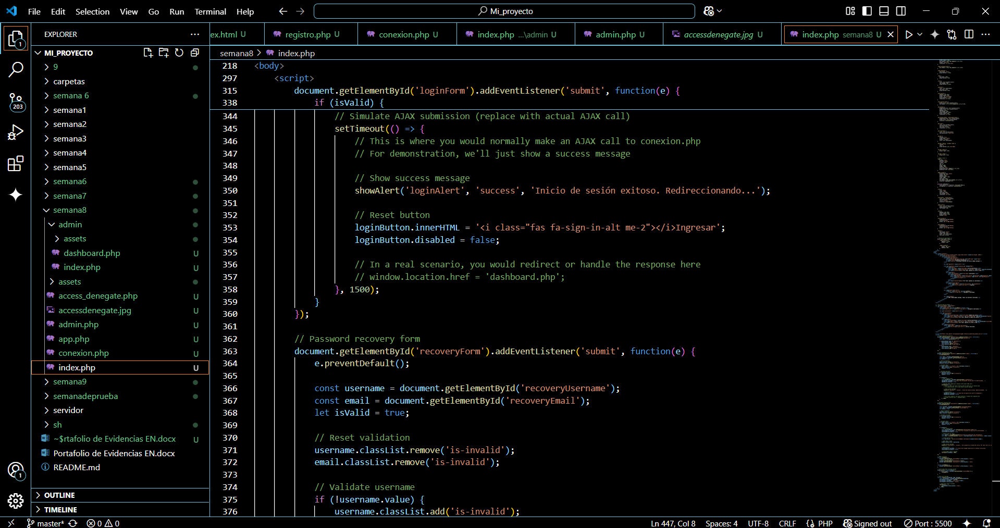 File Edit Selection View Go Run Terminal Help
Mi_proyecto
EXPLORER
ex.html U
registro.php U
conexion.php U
index.php ...\admin U
admin.php U
accessdenegate.jpg U
index.php semana8 U
MI_PROYECTO
9
carpetas
semana 6
semana1
semana2
semana3
semana4
semana5
semana6
semana7
semana8
admin
assets
dashboard.php U
index.php U
assets
access_denegate.php U
accessdenegate.jpg U
admin.php U
app.php U
conexion.php U
index.php U
semana9
semanadeprueba
servidor
sh
~$rtafolio de Evidencias EN.docx U
Portafolio de Evidencias EN.docx
README.md
OUTLINE
TIMELINE
1
203
1
semana8 > index.php
218 <body>
297 <script>
315 document.getElementById('loginForm').addEventListener('submit', function(e) {
338 if (isValid) {
344 // Simulate AJAX submission (replace with actual AJAX call)
345 setTimeout(() => {
346 // This is where you would normally make an AJAX call to conexion.php
347 // For demonstration, we'll just show a success message
348
349 // Show success message
350 showAlert('loginAlert', 'success', 'Inicio de sesión exitoso. Redireccionando...');
351
352 // Reset button
353 loginButton.innerHTML = '<i class="fas fa-sign-in-alt me-2"></i>Ingresar';
354 loginButton.disabled = false;
355
356 // In a real scenario, you would redirect or handle the response here
357 // window.location.href = 'dashboard.php';
358 }, 1500);
359 }
360 });
361
362 // Password recovery form
363 document.getElementById('recoveryForm').addEventListener('submit', function(e) {
364 e.preventDefault();
365
366 const username = document.getElementById('recoveryUsername');
367 const email = document.getElementById('recoveryEmail');
368 let isValid = true;
369
370 // Reset validation
371 username.classList.remove('is-invalid');
372 email.classList.remove('is-invalid');
373
374 // Validate username
375 if (!username.value) {
376 username.classList.add('is-invalid');
master* 0 0
Ln 447, Col 8 Spaces: 4 UTF-8 CRLF {} PHP Signed out Port : 5500